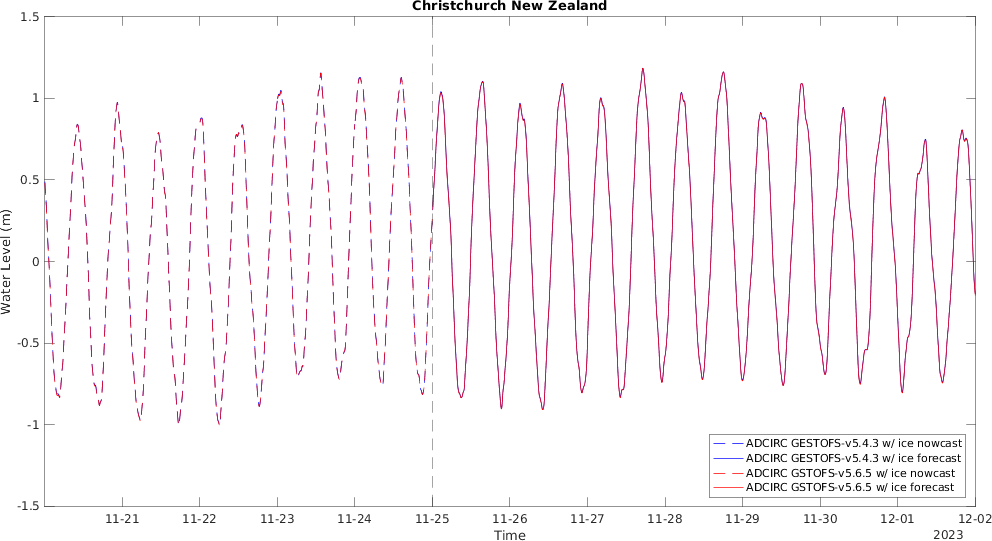 Christchurch New Zealand
1.5
1
0.5
0
-0.5
-1
-1.5
Water Level (m)
ADCIRC GESTOFS-v5.4.3 w/ ice nowcast
ADCIRC GESTOFS-v5.4.3 w/ ice forecast
ADCIRC GSTOFS-v5.6.5 w/ ice nowcast
ADCIRC GSTOFS-v5.6.5 w/ ice forecast
11-21 11-22 11-23 11-24 11-25 11-26 11-27 11-28 11-29 11-30 12-01 12-02
Time
2023